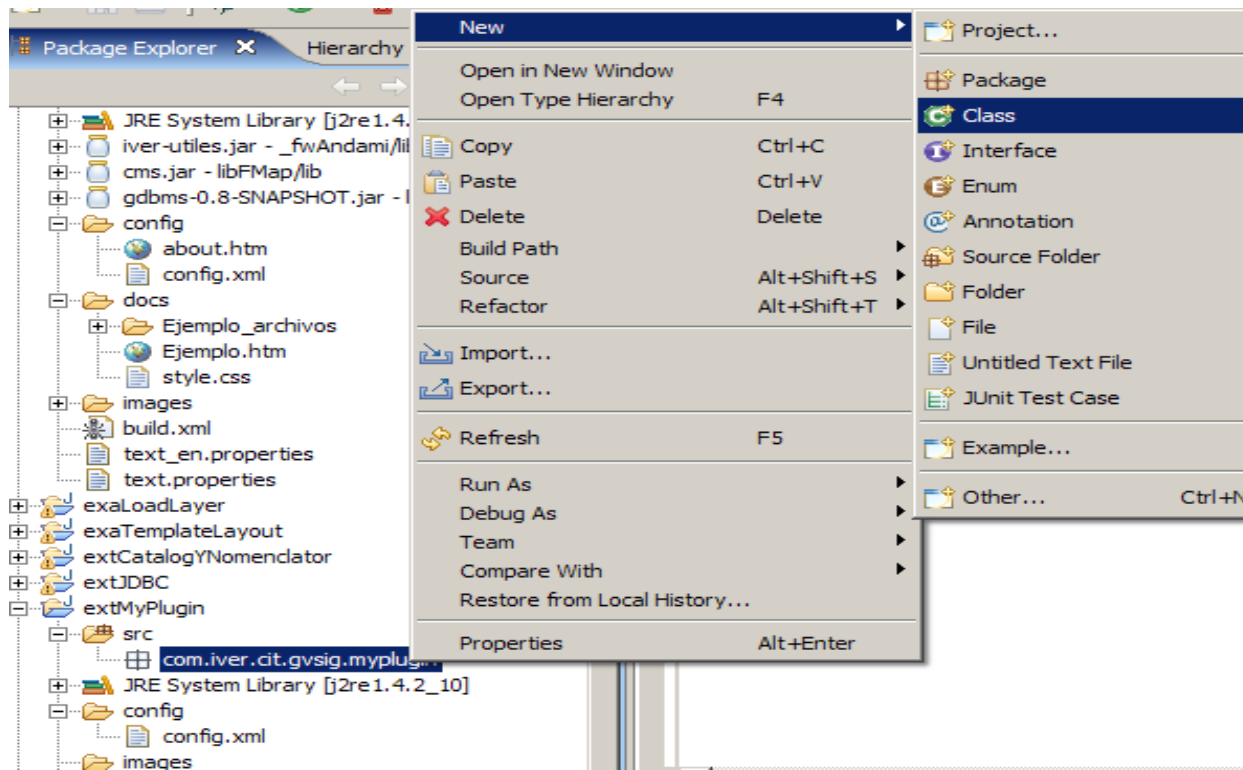 Package Explorer
Hierarchy
JRE System Library [j2re1.4.
iver-utiles.jar - _fwAndami/li
cms.jar - libFMap/lib
gdbms-0.8-SNAPSHOT.jar - l
config
about.htm
config.xml
docs
Ejemplo_archivos
Ejemplo.htm
style.css
images
build.xml
text_en.properties
text.properties
exaLoadLayer
exaTemplateLayout
extCatalogYNomenclator
extJDBC
extMyPlugin
src
com.iver.cit.gvsig.myplugin
JRE System Library [j2re1.4.2_10]
config
config.xml
images
New
Open in New Window
Open Type Hierarchy F4
Copy Ctrl+C
Paste Ctrl+V
Delete Delete
Build Path
Source Alt+Shift+S
Refactor Alt+Shift+T
Import...
Export...
Refresh F5
Run As
Debug As
Team
Compare With
Restore from Local History...
Properties Alt+Enter
Project...
Package
Class
Interface
Enum
Annotation
Source Folder
Folder
File
Untitled Text File
JUnit Test Case
Example...
Other... Ctrl+N